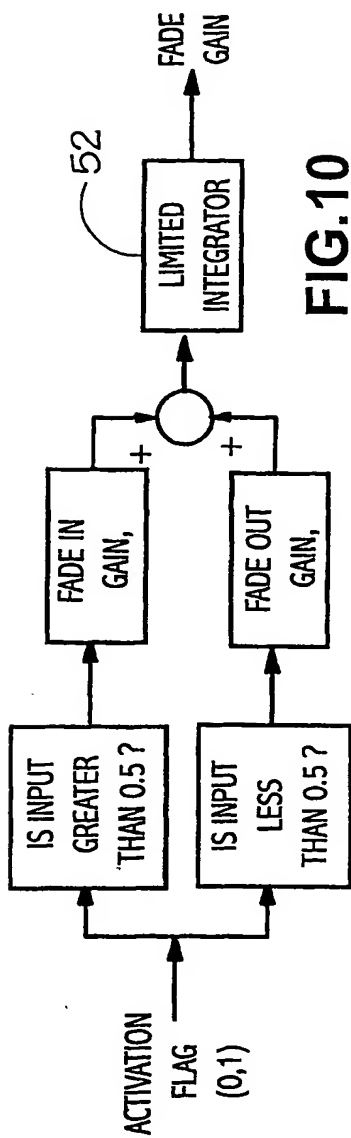 ACTIVATION
FLAG
(0,1)
IS INPUT
GREATER
THAN 0.5 ?
IS INPUT
LESS
THAN 0.5 ?
FADE IN
GAIN,
FADE OUT
GAIN,
+
+
LIMITED
INTEGRATOR
52
FADE
GAIN
FIG.10